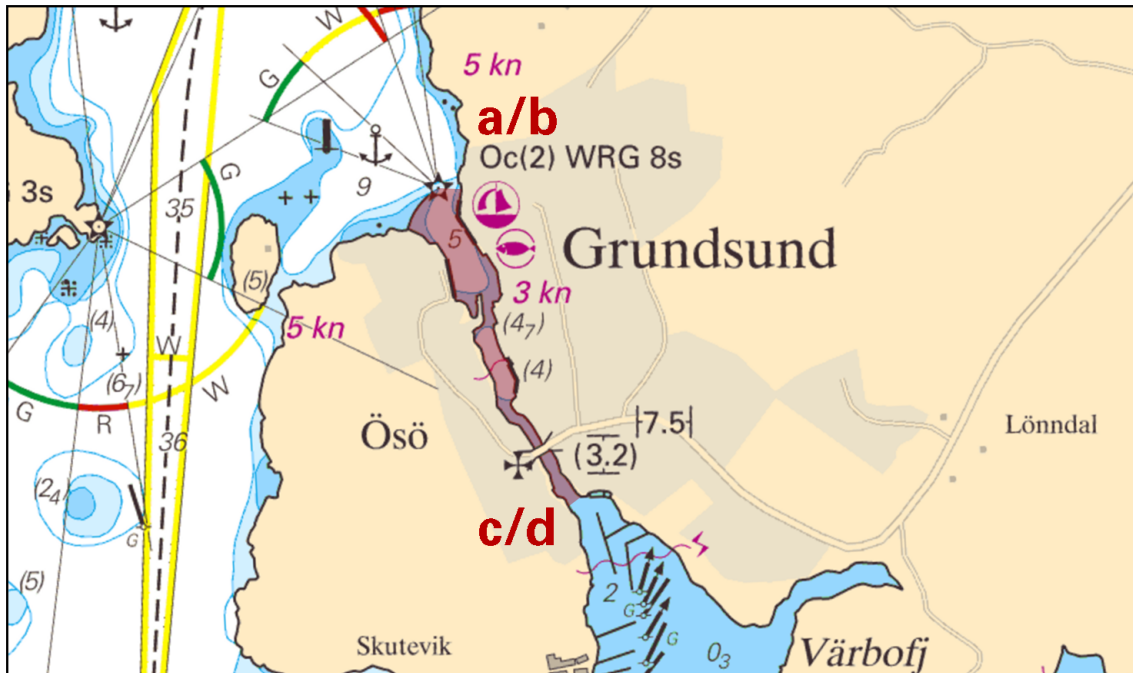 W
G
5 kn
a/b
Oc(2) WRG 8s
G
3s
9
35
5
Grundsund
(5)
3 kn
(4)
5 kn
(4₇)
W
(6₇)
(4)
W
G
R
Ösö
7.5
Lönndal
36
(3.2)
(2₄)
c/d
G
(5)
2
G
G
0₃
Skutevik
Värbofj